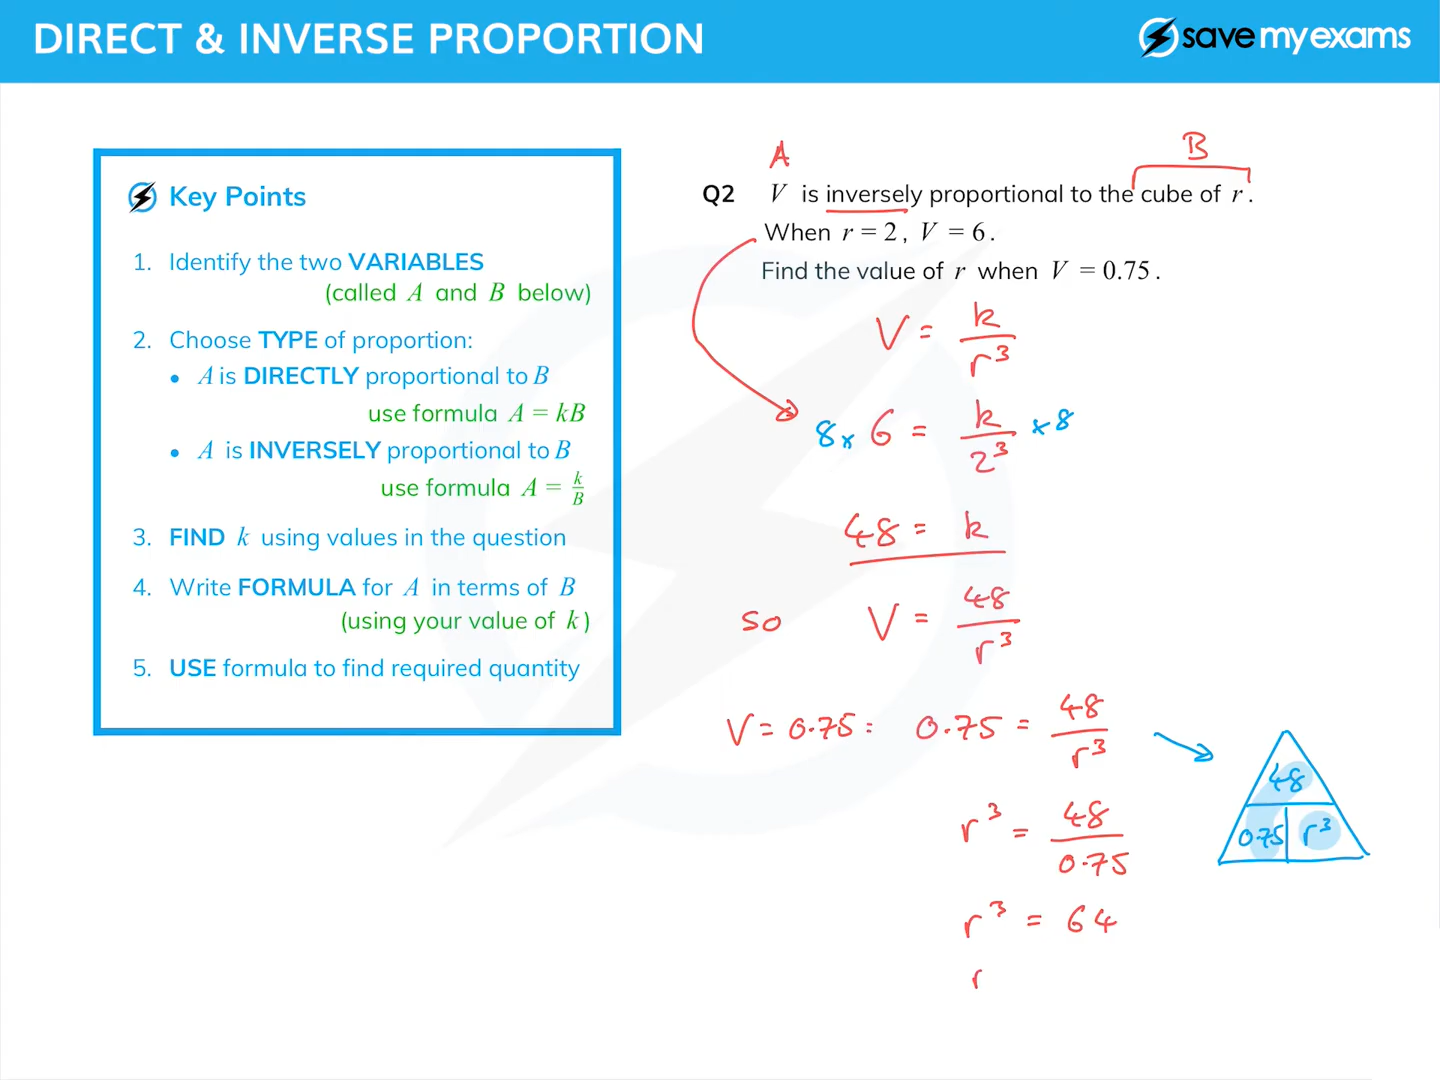 DIRECT & INVERSE PROPORTION
save my exams
Key Points
1. Identify the two VARIABLES
(called A and B below)
2. Choose TYPE of proportion:
• A is DIRECTLY proportional to B
use formula A = kB
• A is INVERSELY proportional to B
use formula A = k/B
3. FIND k using values in the question
4. Write FORMULA for A in terms of B
(using your value of k)
5. USE formula to find required quantity
A B
Q2 V is inversely proportional to the cube of r.
When r = 2, V = 6.
Find the value of r when V = 0.75.
V = k/r³
8× 6 = k/2³ ×8
48 = k
so V = 48/r³
V = 0.75: 0.75 = 48/r³
48
0.75 r³
r³ = 48/0.75
r³ = 64
r